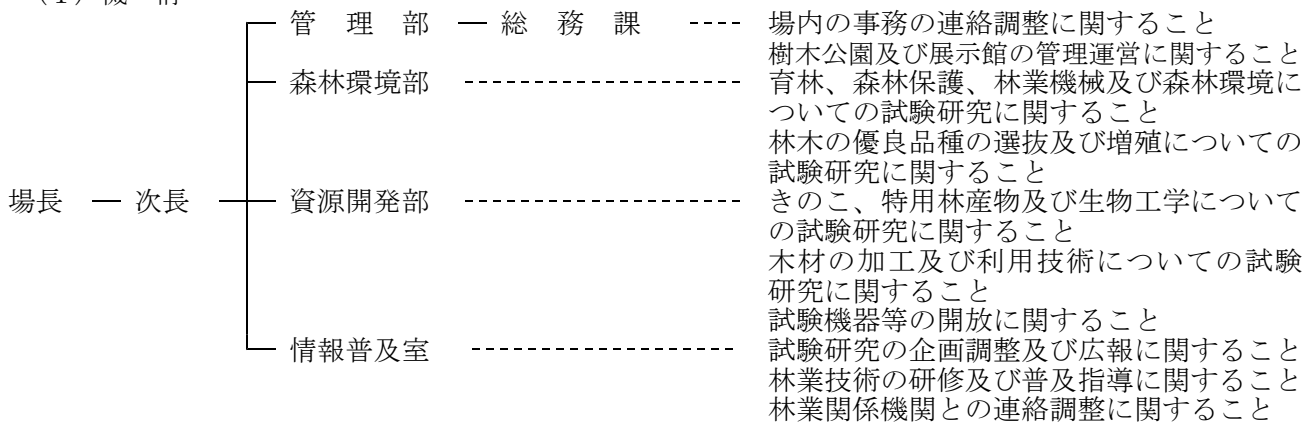 管理部 総務課 場内の事務の連絡調整に関すること
樹木公園及び展示館の管理運営に関すること
森林環境部 育林、森林保護、林業機械及び森林環境に
ついての試験研究に関すること
林木の優良品種の選抜及び増殖についての
試験研究に関すること
場長 次長 資源開発部 きのこ、特用林産物及び生物工学について
の試験研究に関すること
木材の加工及び利用技術についての試験
研究に関すること
試験機器等の開放に関すること
情報普及室 試験研究の企画調整及び広報に関すること
林業技術の研修及び普及指導に関すること
林業関係機関との連絡調整に関すること